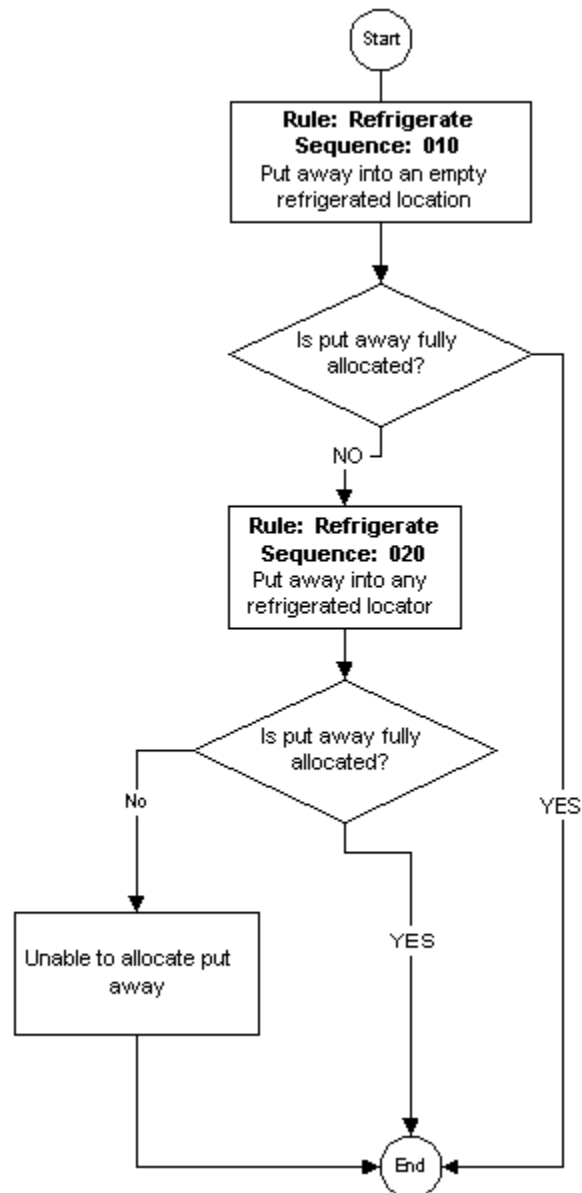 Start
Rule: Refrigerate
Sequence: 010
Put away into an empty
refrigerated location
Is put away fully
allocated?
NO
Rule: Refrigerate
Sequence: 020
Put away into any
refrigerated locator
Is put away fully
allocated?
No
YES
YES
Unable to allocate put
away
End